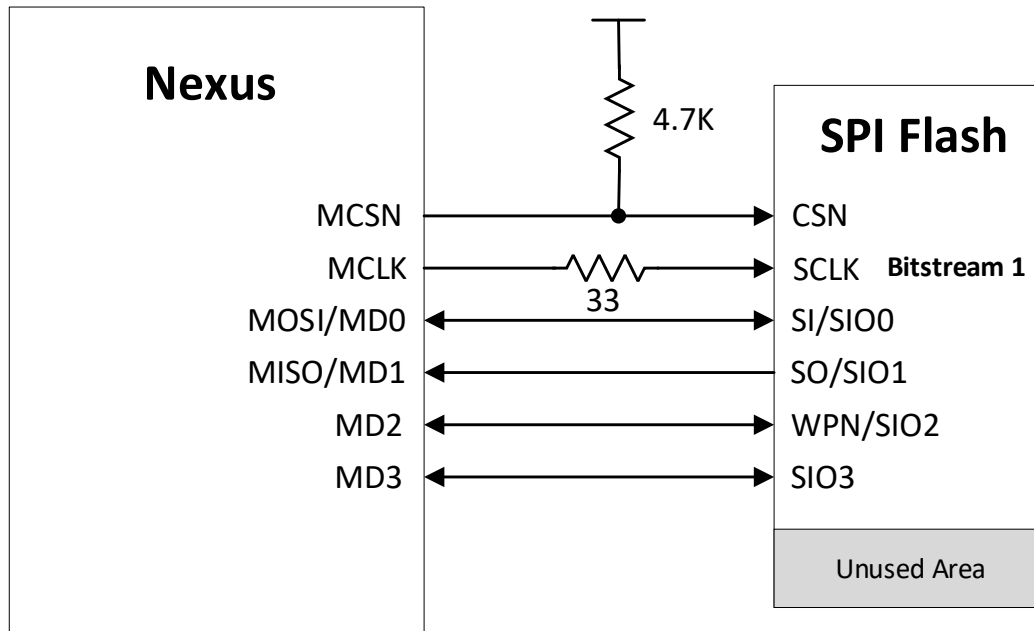 Nexus
4.7K
SPI Flash
MCSN
CSN
MCLK
33
SCLK
Bitstream 1
MOSI/MD0
SI/SIO0
MISO/MD1
SO/SIO1
MD2
WPN/SIO2
MD3
SIO3
Unused Area